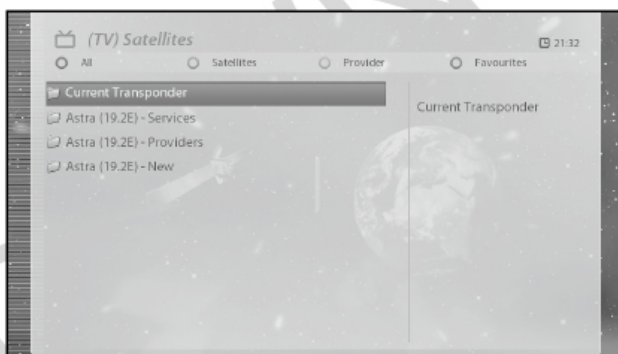 (TV) Satellites
21:32
All Satellites Provider Favourites
Current Transponder
Current Transponder
Astra (19.2E) - Services
Astra (19.2E) - Providers
Astra (19.2E) - New